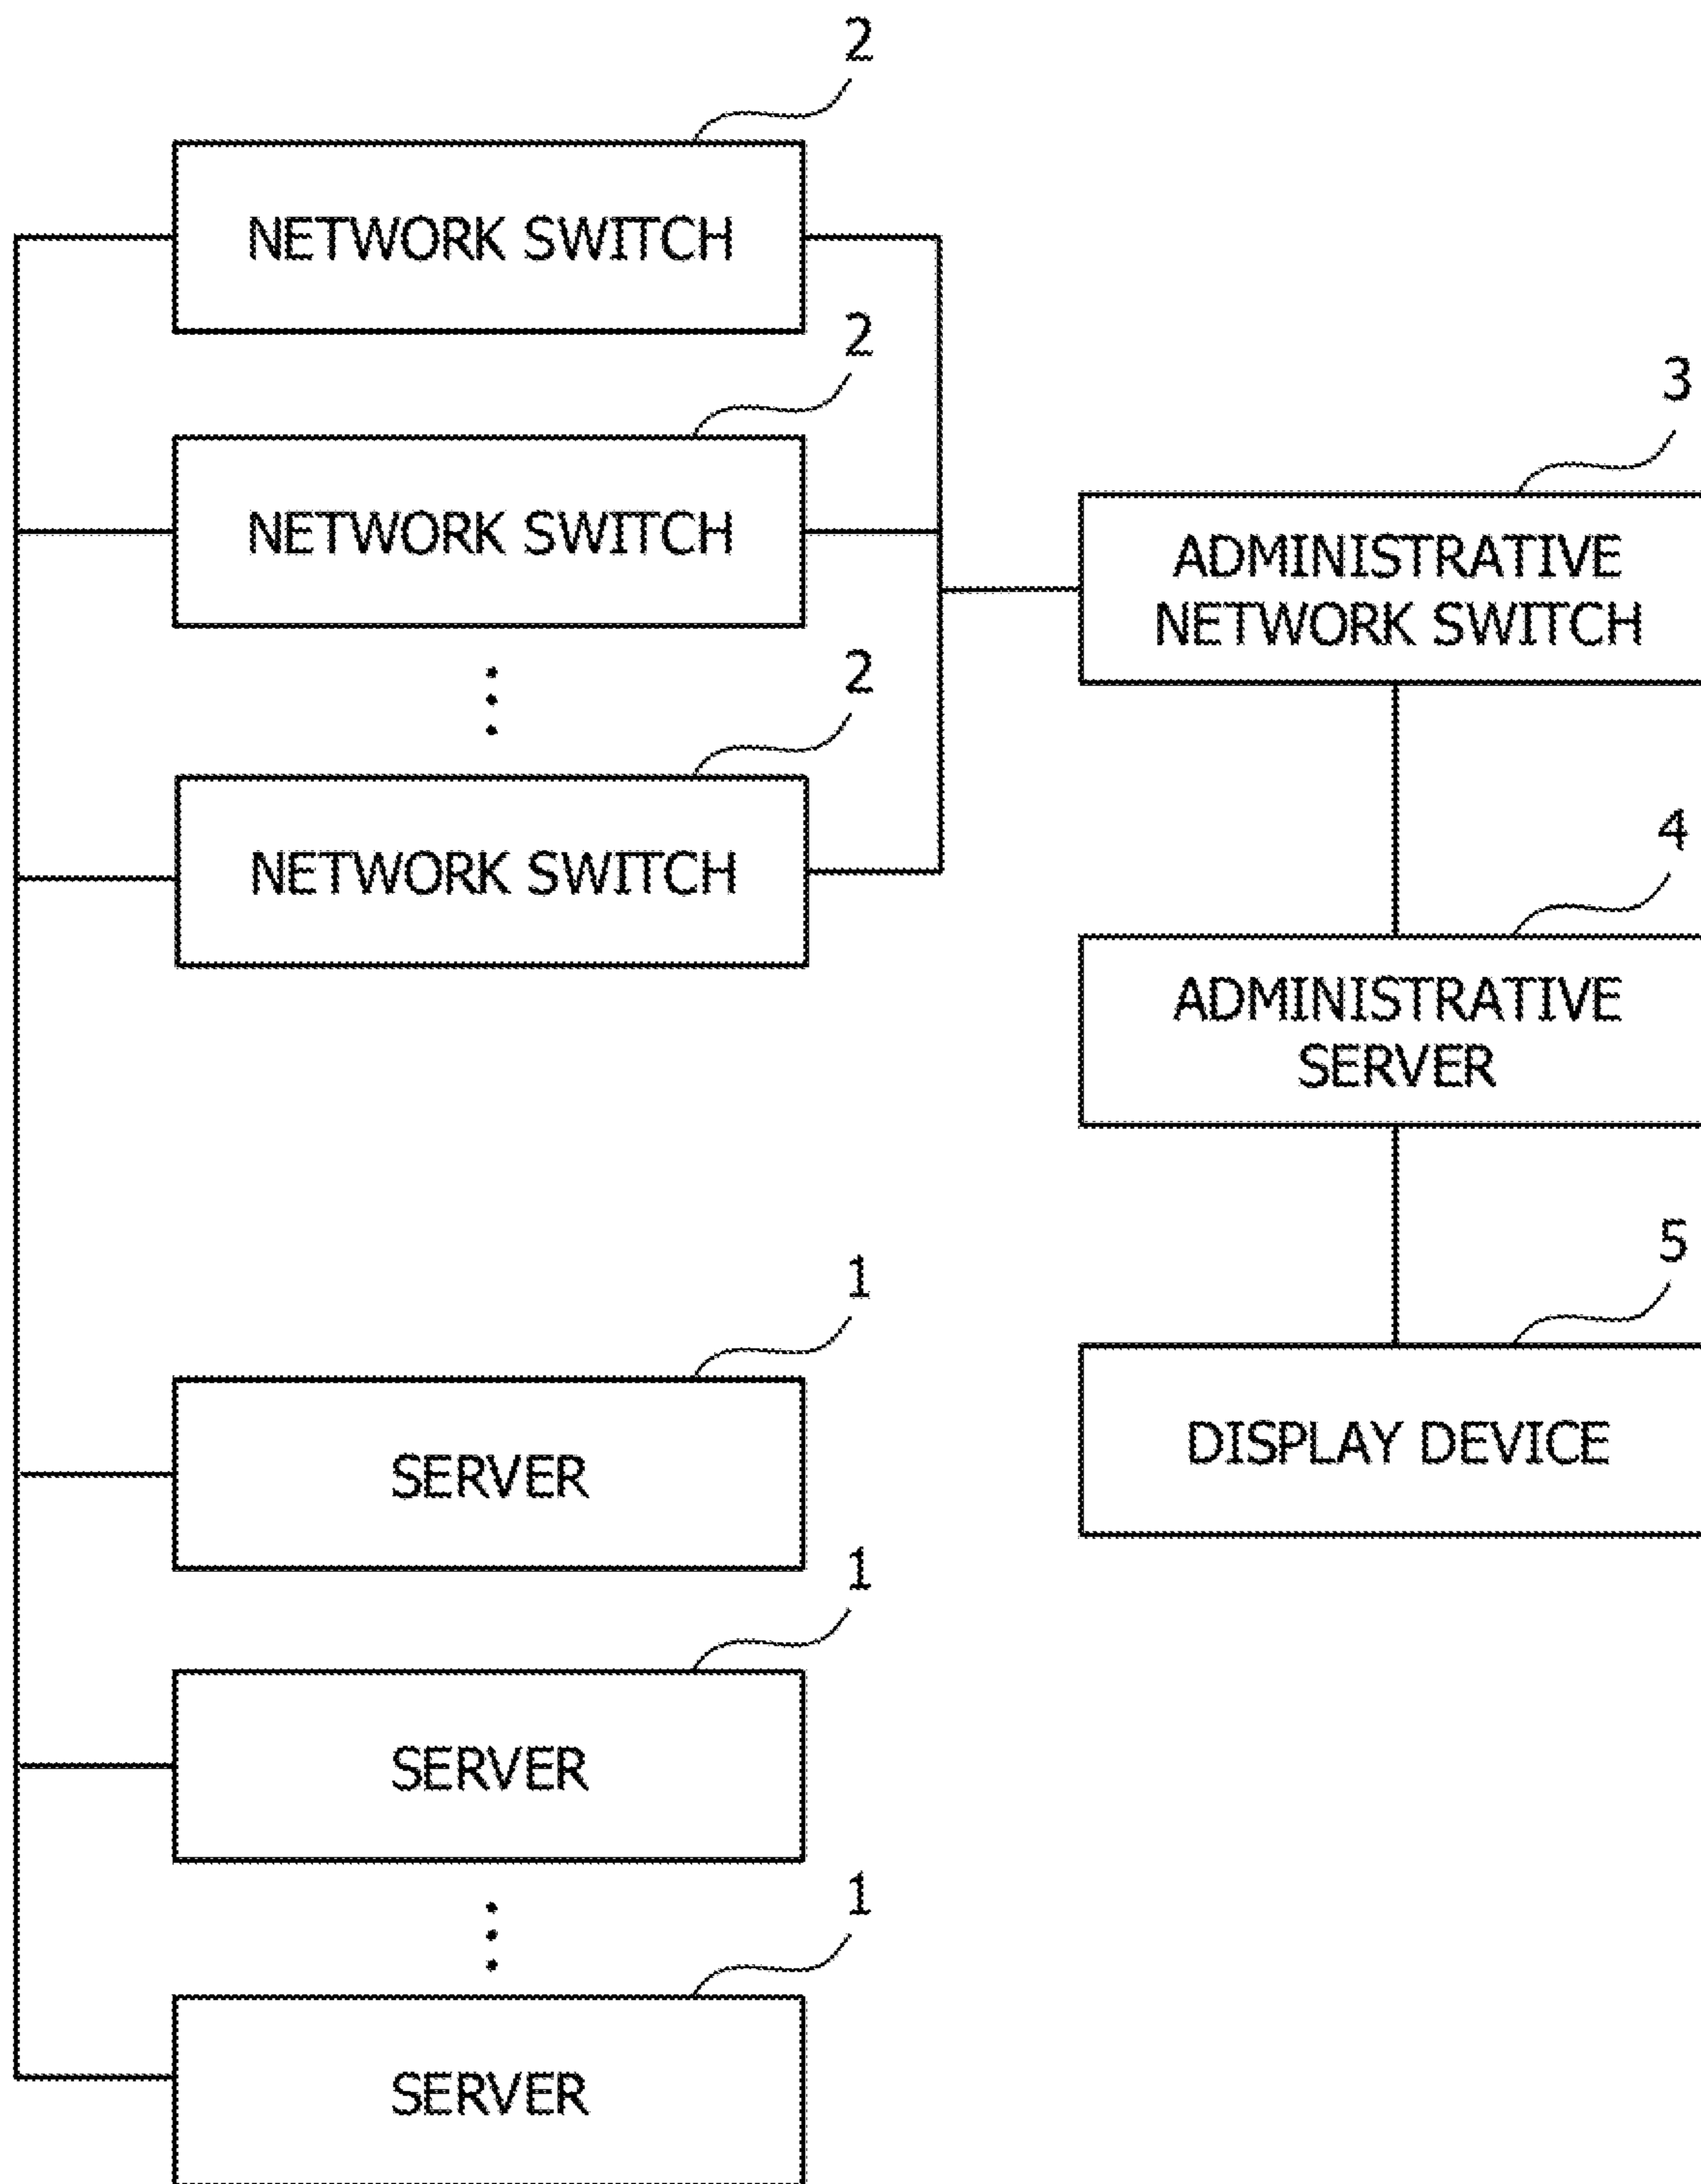 2
NETWORK SWITCH
2
NETWORK SWITCH
2
NETWORK SWITCH
3
ADMINISTRATIVE
NETWORK SWITCH
4
ADMINISTRATIVE
SERVER
5
DISPLAY DEVICE
1
SERVER
1
SERVER
1
SERVER